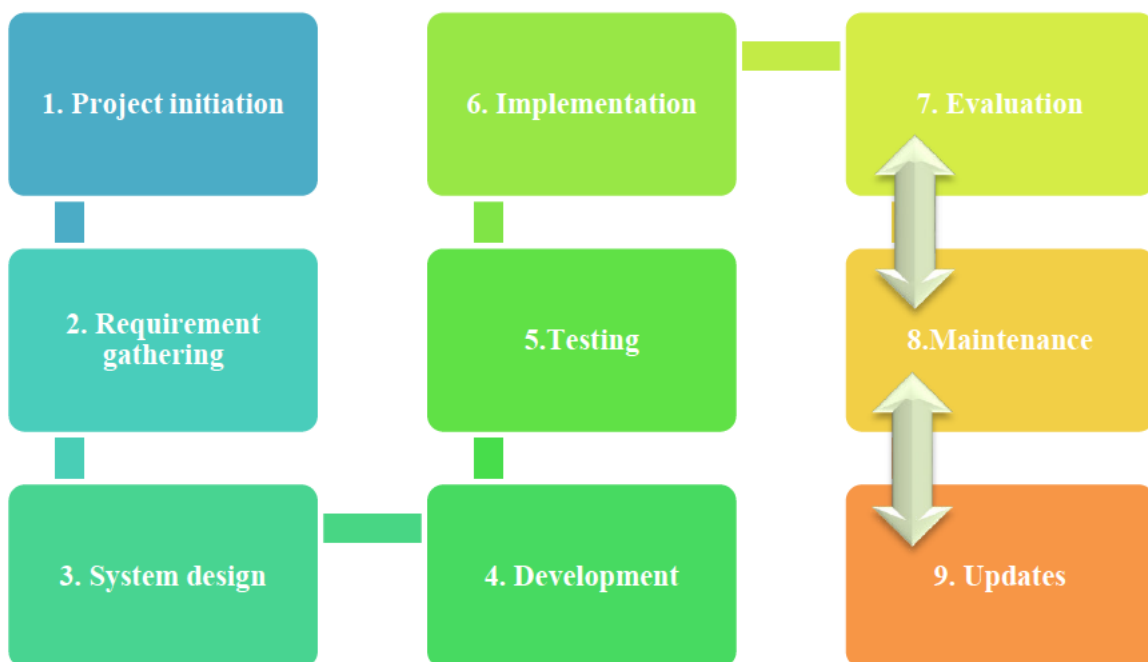 1. Project initiation
2. Requirement
gathering
3. System design
4. Development
5.Testing
6. Implementation
7. Evaluation
8.Maintenance
9. Updates